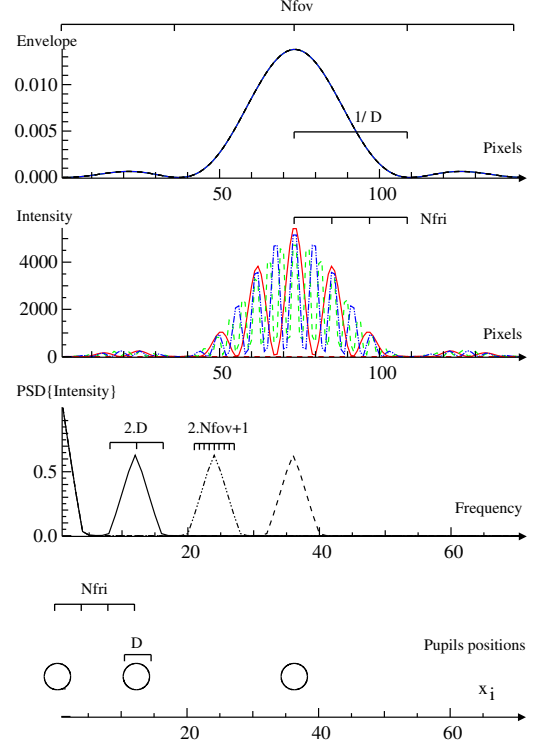 Nfov
Envelope
0.010
1/ D
0.005
Pixels
0.000
50
100
Intensity
Nfri
4000
2000
Pixels
0
50
100
PSD{Intensity}
2.D
2.Nfov+1
0.5
Frequency
0.0
20
40
60
Nfri
D
Pupils positions
x i
20
40
60